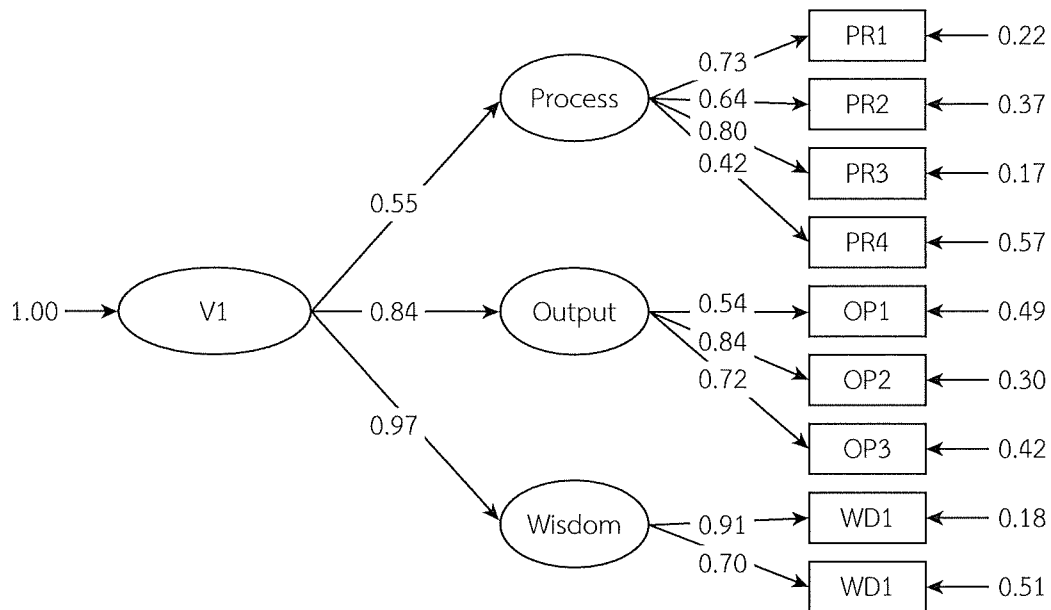 PR1
0.22
0.73
Process
0.64
PR2
0.37
0.80
PR3
0.17
0.42
0.55
PR4
0.57
1.00
V1
0.84
Output
0.54
OP1
0.49
0.84
OP2
0.30
0.72
0.97
OP3
0.42
Wisdom
0.91
WD1
0.18
0.70
WD1
0.51